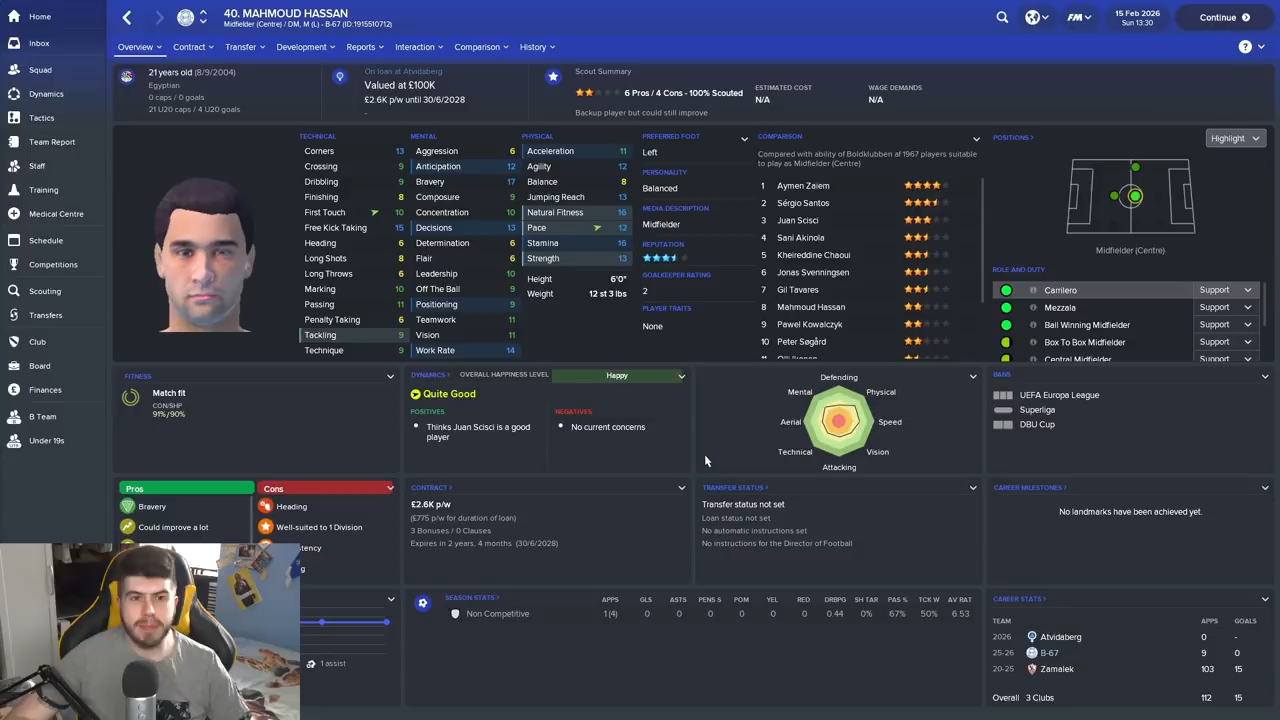 Home
Inbox
Squad
Dynamics
Tactics
Team Report
Staff
Training
Medical Centre
Schedule
Competitions
Scouting
Transfers
Club
Board
Finances
B Team
Under 19s
40. MAHMOUD HASSAN
Midfielder (Centre) / DM, M (L) - B-67 (ID:1915510712)
FM
15 Feb 2026
Sun 13:30
Continue
Overview
Contract
Transfer
Development
Reports
Interaction
Comparison
History
?
21 years old (8/9/2004)
Egyptian
0 caps / 0 goals
21 U20 caps / 4 U20 goals
On loan at Atvidaberg
Valued at £100K
£2.6K p/w until 30/6/2028
-
Scout Summary
6 Pros / 4 Cons - 100% Scouted
Backup player but could still improve
ESTIMATED COST
N/A
WAGE DEMANDS
N/A
TECHNICAL
Corners 13
Crossing 9
Dribbling 9
Finishing 8
First Touch 10
Free Kick Taking 15
Heading 6
Long Shots 8
Long Throws 6
Marking 10
Passing 11
Penalty Taking 6
Tackling 9
Technique 9
MENTAL
Aggression 6
Anticipation 12
Bravery 17
Composure 9
Concentration 10
Decisions 13
Determination 6
Flair 6
Leadership 10
Off The Ball 9
Positioning 9
Teamwork 11
Vision 11
Work Rate 14
PHYSICAL
Acceleration 11
Agility 12
Balance 8
Jumping Reach 13
Natural Fitness 16
Pace 12
Stamina 16
Strength 13
Height 6'0"
Weight 12 st 3 lbs
PREFERRED FOOT
Left
PERSONALITY
Balanced
MEDIA DESCRIPTION
Midfielder
REPUTATION
GOALKEEPER RATING
2
PLAYER TRAITS
None
COMPARISON
Compared with ability of Boldklubben af 1967 players suitable
to play as Midfielder (Centre)
1 Aymen Zaiem
2 Sérgio Santos
3 Juan Scisci
4 Sani Akinola
5 Kheireddine Chaoui
6 Jonas Svenningsen
7 Gil Tavares
8 Mahmoud Hassan
9 Pawel Kowalczyk
10 Peter Søgård
11
POSITIONS >
Highlight
Midfielder (Centre)
ROLE AND DUTY
Carrilero Support
Mezzala Support
Ball Winning Midfielder Support
Box To Box Midfielder Support
Central Midfielder Support
FITNESS
Match fit
CON/SHP
91%/90%
DYNAMICS >
OVERALL HAPPINESS LEVEL
Happy
Quite Good
POSITIVES
Thinks Juan Scisci is a good
player
NEGATIVES
No current concerns
Defending
Physical
Speed
Vision
Attacking
Technical
Aerial
Mental
BANS
UEFA Europa League
Superliga
DBU Cup
Pros
Bravery
Could improve a lot
Cons
Heading
Well-suited to 1 Division
CONTRACT >
£2.6K p/w
(£775 p/w for duration of loan)
3 Bonuses / 0 Clauses
Expires in 2 years, 4 months (30/6/2028)
TRANSFER STATUS >
Transfer status not set
Loan status not set
No automatic instructions set
No instructions for the Director of Football
CAREER MILESTONES >
No landmarks have been achieved yet.
1 assist
SEASON STATS >
APPS GLS ASTS PENS S POM YEL RED DRBPG SH TAR PAS % TCK W AV RAT
Non Competitive 1 (4) 0 0 0 0 0 0 0.44 0% 67% 50% 6.53
CAREER STATS >
TEAM APPS GOALS
2026 Atvidaberg 0 -
25-26 B-67 9 0
20-25 Zamalek 103 15
Overall 3 Clubs 112 15